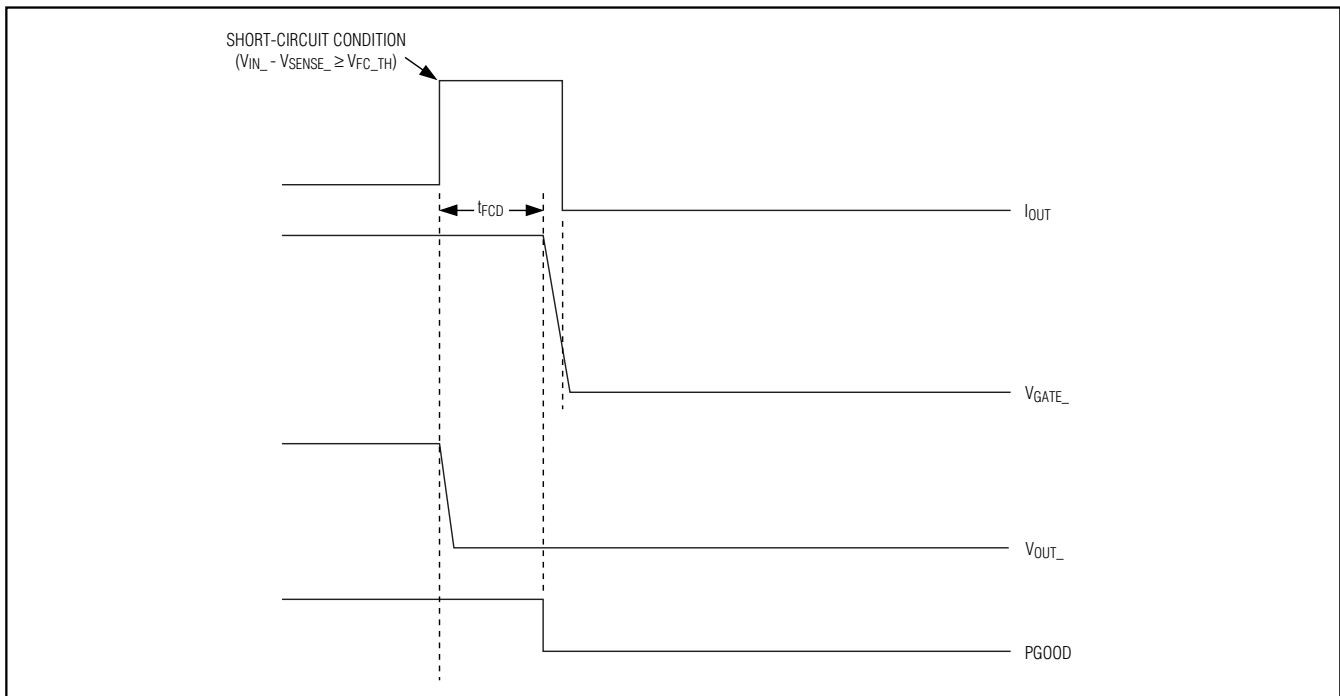 SHORT-CIRCUIT CONDITION
(VIN_ - VSENSE_ ≥ VFC_TH)
tFCD
IOUT
VGATE_
VOUT_
PGOOD